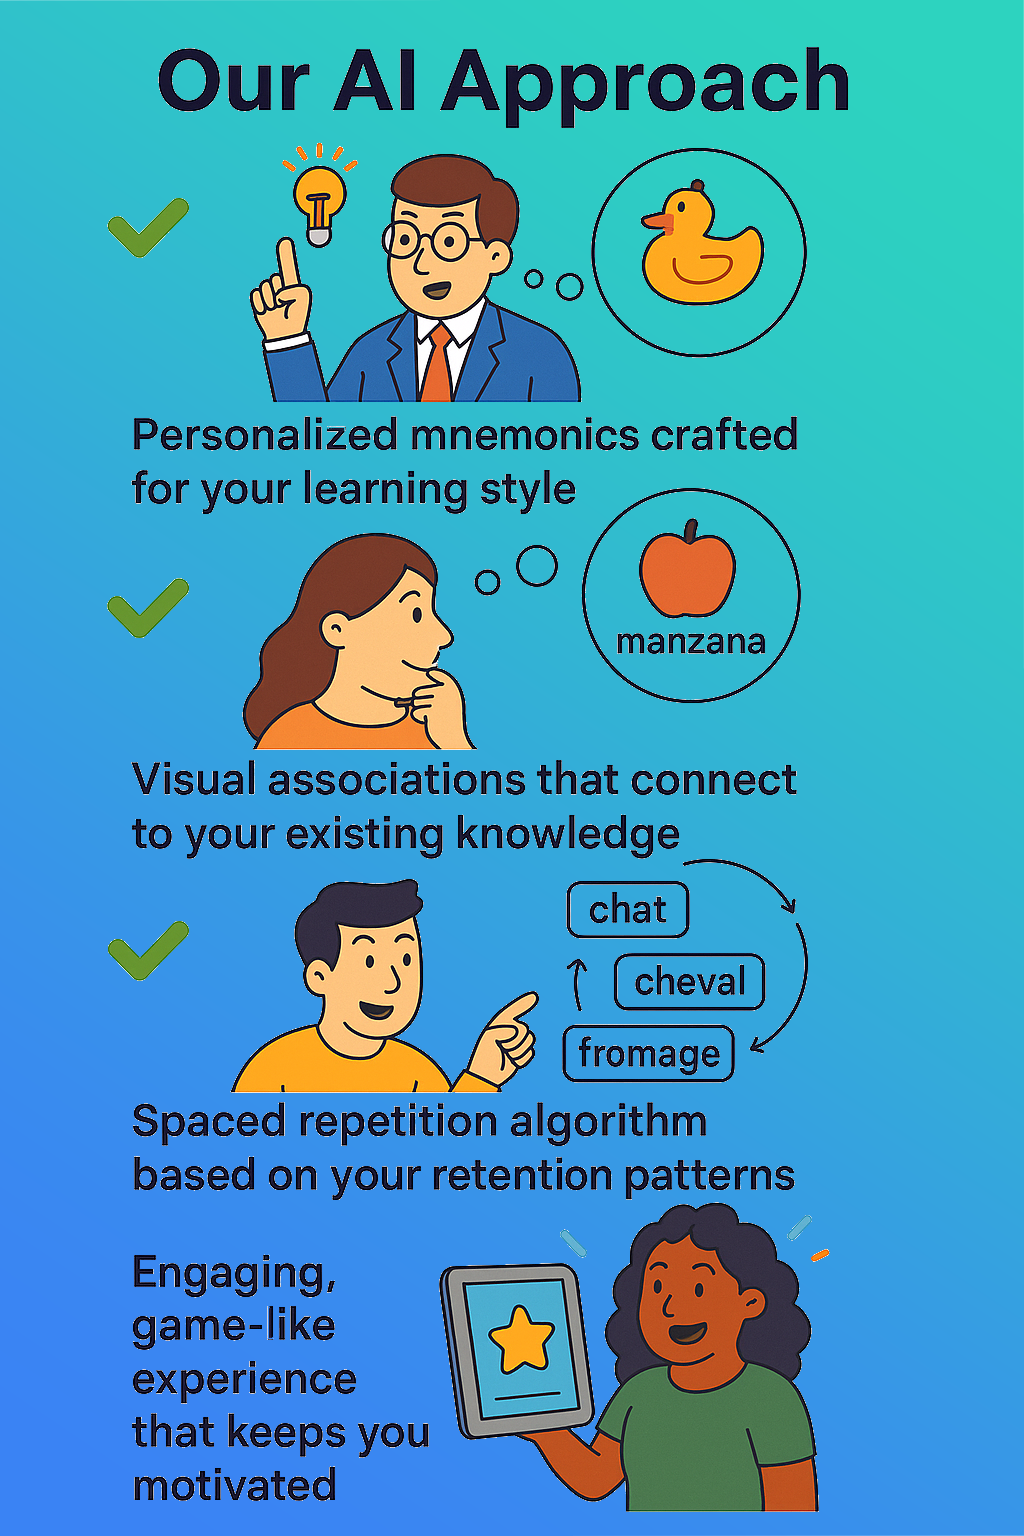 Our AI Approach
Personalized mnemonics crafted
for your learning style
manzana
Visual associations that connect
to your existing knowledge
chat
cheval
fromage
Spaced repetition algorithm
based on your retention patterns
Engaging,
game-like
experience
that keeps you
motivated